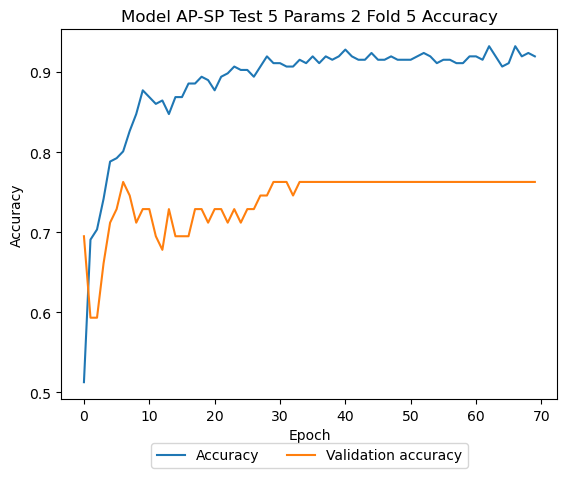 Model AP-SP Test 5 Params 2 Fold 5 Accuracy
Accuracy
0.9
0.8
0.7
0.6
0.5
0 10 20 30 40 50 60 70
Epoch
Accuracy Validation accuracy